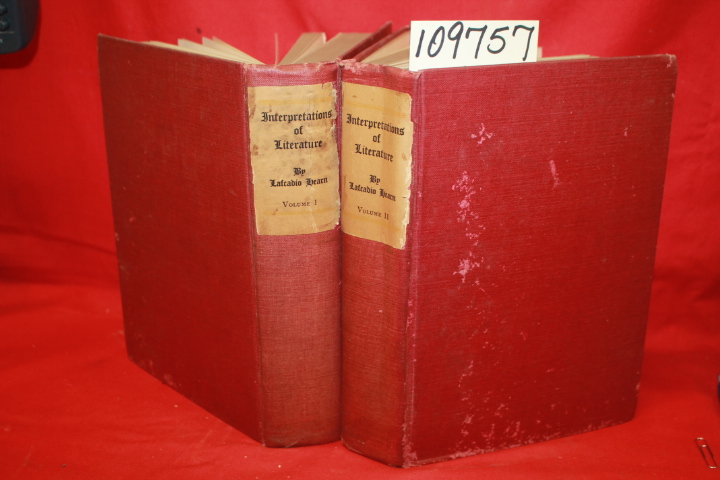 109757
Interpretations
of
Literature
By
Lafcadio Hearn
Volume I
Interpretations
of
Literature
By
Lafcadio Hearn
Volume II